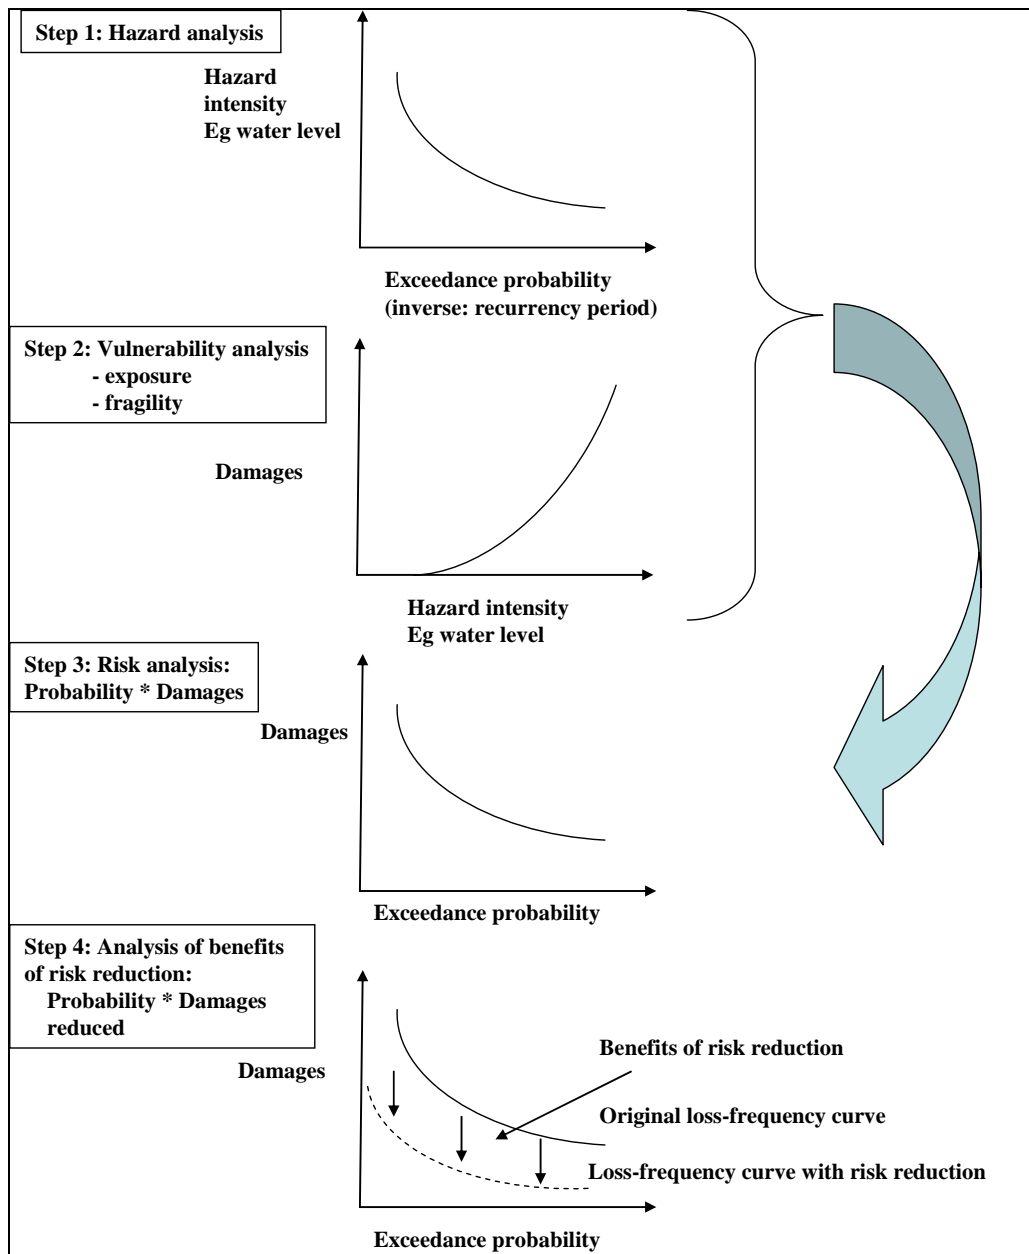 Step 1: Hazard analysis
Hazard
intensity
Eg water level
Exceedance probability
(inverse: recurrency period)
Step 2: Vulnerability analysis
- exposure
- fragility
Damages
Hazard intensity
Eg water level
Step 3: Risk analysis:
Probability * Damages
Damages
Exceedance probability
Step 4: Analysis of benefits
of risk reduction:
Probability * Damages
reduced
Damages
Benefits of risk reduction
Original loss-frequency curve
Loss-frequency curve with risk reduction
Exceedance probability